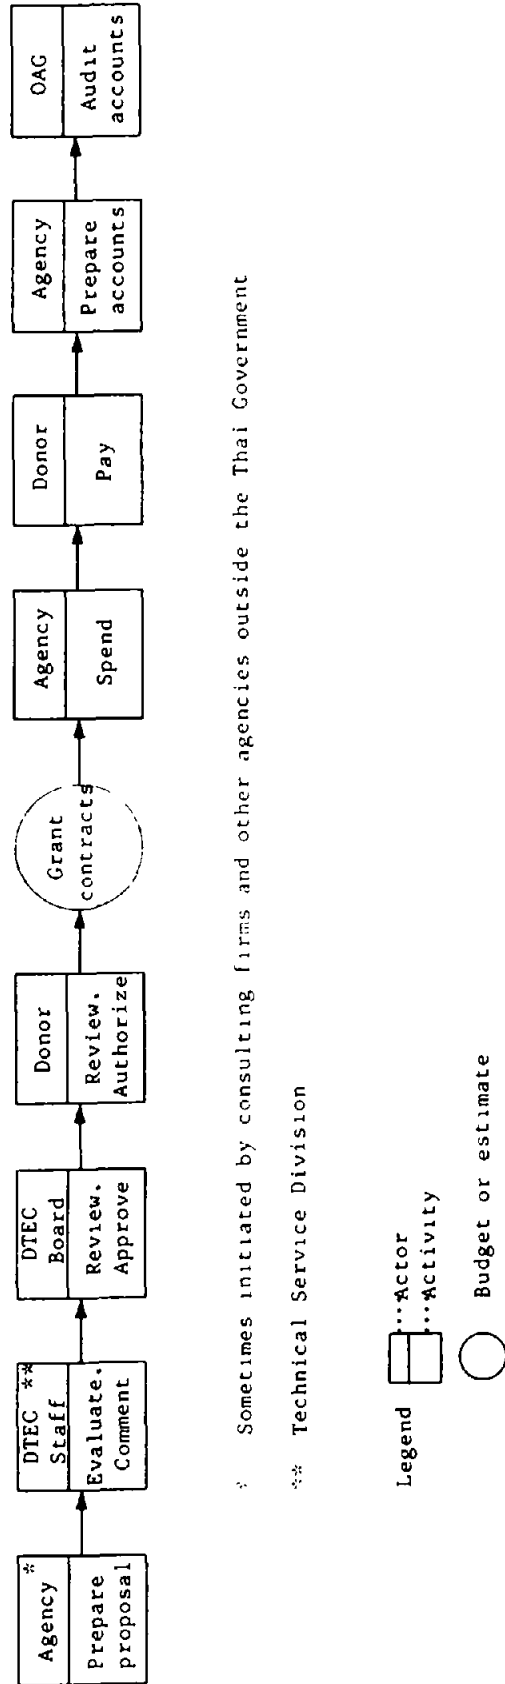 Agency *
Prepare
proposal
DTEC **
Staff
Evaluate.
Comment
DTEC
Board
Review.
Approve
Donor
Review.
Authorize
Grant
contracts
Agency
Spend
Donor
Pay
Agency
Prepare
accounts
OAG
Audit
accounts
* Sometimes initiated by consulting firms and other agencies outside the Thai Government
** Technical Service Division
Legend
...Actor
...Activity
Budget or estimate